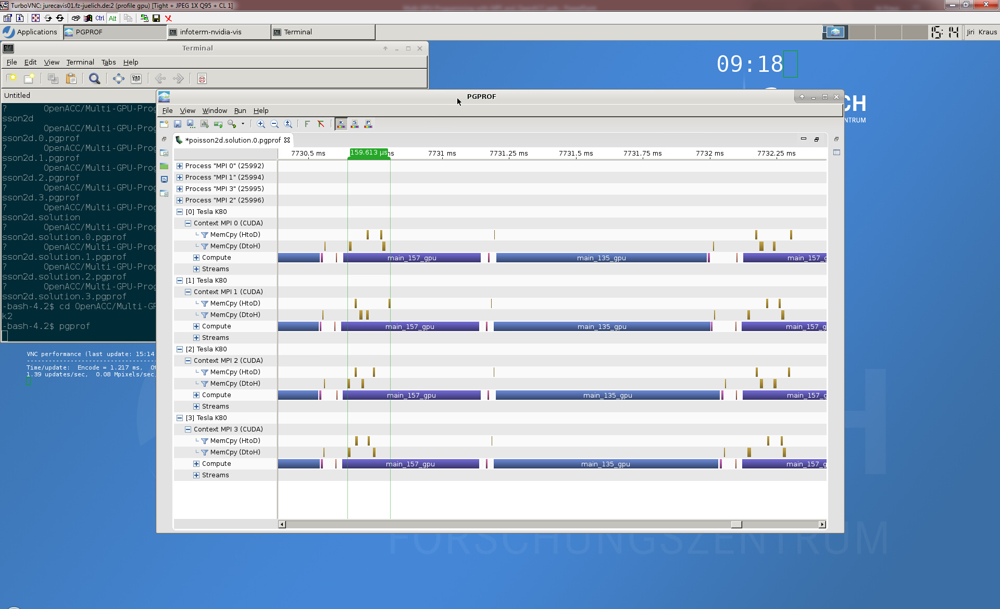 TurboVNC: jurecavis01.fz-juelich.de:2 (profile gpu) [Tight + JPEG 1X Q95 + CL 1]
Ctrl Alt
Applications PGPROF infoterm-nvidia-vis Terminal 15:14 Jiri Kraus
Terminal
File Edit View Terminal Tabs Help
09:18
Untitled
? OpenACC/Multi-GPU-Prog
sson2d
? OpenACC/Multi-GPU-Prog
sson2d.0.pgprof
? OpenACC/Multi-GPU-Prog
sson2d.1.pgprof
? OpenACC/Multi-GPU-Prog
sson2d.2.pgprof
? OpenACC/Multi-GPU-Prog
sson2d.3.pgprof
? OpenACC/Multi-GPU-Prog
sson2d.solution
? OpenACC/Multi-GPU-Prog
sson2d.solution.0.pgprof
? OpenACC/Multi-GPU-Prog
sson2d.solution.1.pgprof
? OpenACC/Multi-GPU-Prog
sson2d.solution.2.pgprof
? OpenACC/Multi-GPU-Prog
sson2d.solution.3.pgprof
-bash-4.2$ cd OpenACC/Multi-GP
k2
-bash-4.2$ pgprof
VNC performance (last update: 15:14
Time/update: Encode = 1.217 ms, Ot
1.39 updates/sec, 0.08 Mpixels/sec,
PGPROF
CH
NTRUM
File View Window Run Help
K S P
*poisson2d.solution.0.pgprof
7730.5 ms 159.613 µs ns 7731 ms 7731.25 ms 7731.5 ms 7731.75 ms 7732 ms 7732.25 ms
Process "MPI 0" (25992)
Process "MPI 1" (25994)
Process "MPI 3" (25995)
Process "MPI 2" (25996)
[0] Tesla K80
Context MPI 0 (CUDA)
MemCpy (HtoD)
MemCpy (DtoH)
Compute main_157_gpu main_135_gpu main_157_g
Streams
[1] Tesla K80
Context MPI 1 (CUDA)
MemCpy (HtoD)
MemCpy (DtoH)
Compute main_157_gpu main_135_gpu main_157_g
Streams
[2] Tesla K80
Context MPI 2 (CUDA)
MemCpy (HtoD)
MemCpy (DtoH)
Compute main_157_gpu main_135_gpu main_157_g
Streams
[3] Tesla K80
Context MPI 3 (CUDA)
MemCpy (HtoD)
MemCpy (DtoH)
Compute main_157_gpu main_135_gpu main_157_g
Streams
H
FORSCHUNGSZENTRUM